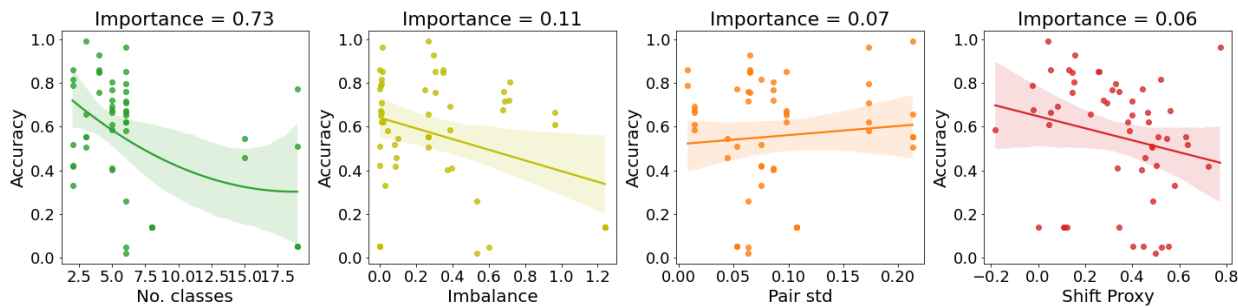 Importance = 0.73
Importance = 0.11
Importance = 0.07
Importance = 0.06
Accuracy
1.0
0.8
0.6
0.4
0.2
0.0
2.5 5.0 7.5 10.0 12.5 15.0 17.5
No. classes
Accuracy
1.0
0.8
0.6
0.4
0.2
0.0
0.0 0.2 0.4 0.6 0.8 1.0 1.2
Imbalance
Accuracy
1.0
0.8
0.6
0.4
0.2
0.0
0.00 0.05 0.10 0.15 0.20
Pair std
Accuracy
1.0
0.8
0.6
0.4
0.2
0.0
−0.2 0.0 0.2 0.4 0.6 0.8
Shift Proxy